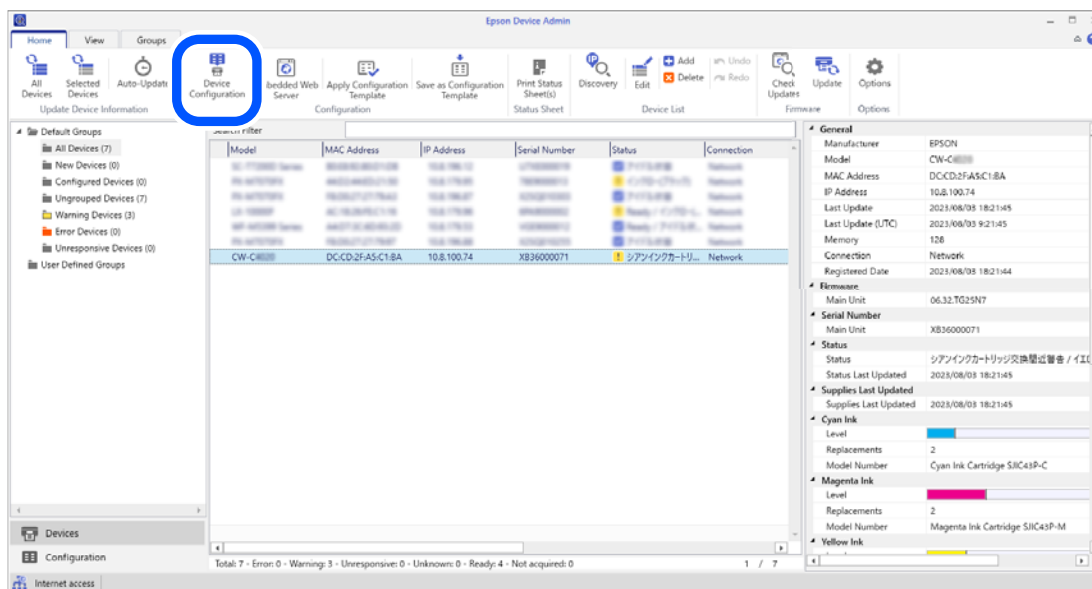 Epson Device Admin
Home View Groups
All Devices
Selected Devices
Auto-Update
Device Configuration
bedded Web Server
Apply Configuration Template
Save as Configuration Template
Print Status Sheet(s)
Discovery
Edit
Add
Delete
Undo
Redo
Check Updates
Update
Options
Update Device Information Configuration Status Sheet Device List Firmware Options
Default Groups
All Devices (7)
New Devices (0)
Configured Devices (0)
Ungrouped Devices (7)
Warning Devices (3)
Error Devices (0)
Unresponsive Devices (0)
User Defined Groups
Devices
Configuration
Internet access
Search Filter
Model MAC Address IP Address Serial Number Status Connection
CW-C DC:CD:2F:A5:C1:BA 10.8.100.74 XB36000071 シアンインクカートリ... Network
Total: 7 - Error: 0 - Warning: 3 - Unresponsive: 0 - Unknown: 0 - Ready: 4 - Not acquired: 0 1 / 7
General
Manufacturer EPSON
Model CW-C
MAC Address DC:CD:2F:A5:C1:BA
IP Address 10.8.100.74
Last Update 2023/08/03 18:21:45
Last Update (UTC) 2023/08/03 9:21:45
Memory 128
Connection Network
Registered Date 2023/08/03 18:21:44
Firmware
Main Unit 06.32.TG25N7
Serial Number
Main Unit XB36000071
Status
Status シアンインクカートリッジ交換間近警告 / イエロ
Status Last Updated 2023/08/03 18:21:45
Supplies Last Updated
Supplies Last Updated 2023/08/03 18:21:45
Cyan Ink
Level
Replacements 2
Model Number Cyan Ink Cartridge SJIC43P-C
Magenta Ink
Level
Replacements 2
Model Number Magenta Ink Cartridge SJIC43P-M
Yellow Ink